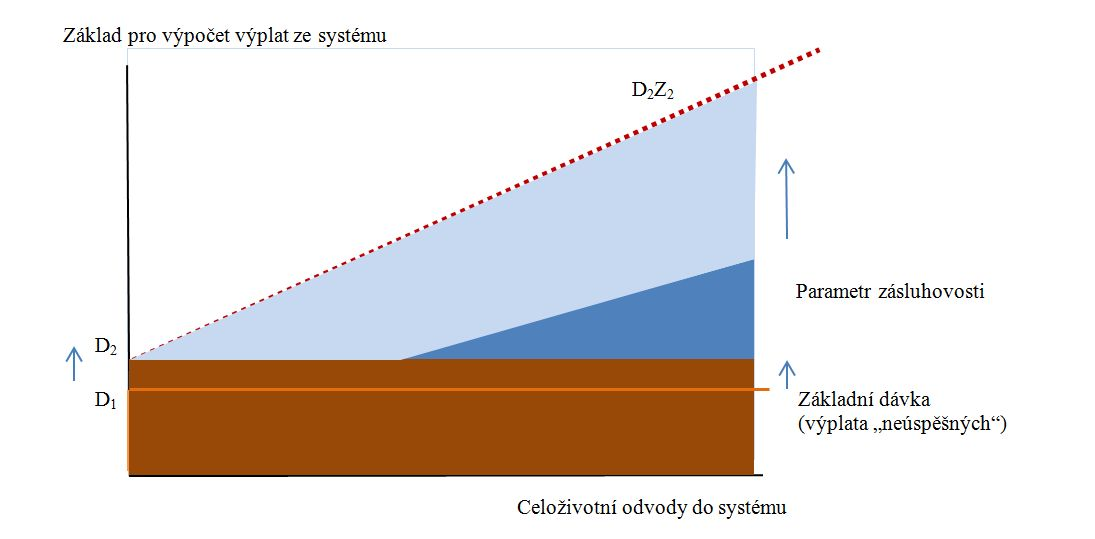 Základ pro výpočet výplat ze systému
D₂Z₂
Parametr zásluhovosti
D₂
D₁
Základní dávka
(výplata „neúspěšných“)
Celoživotní odvody do systému